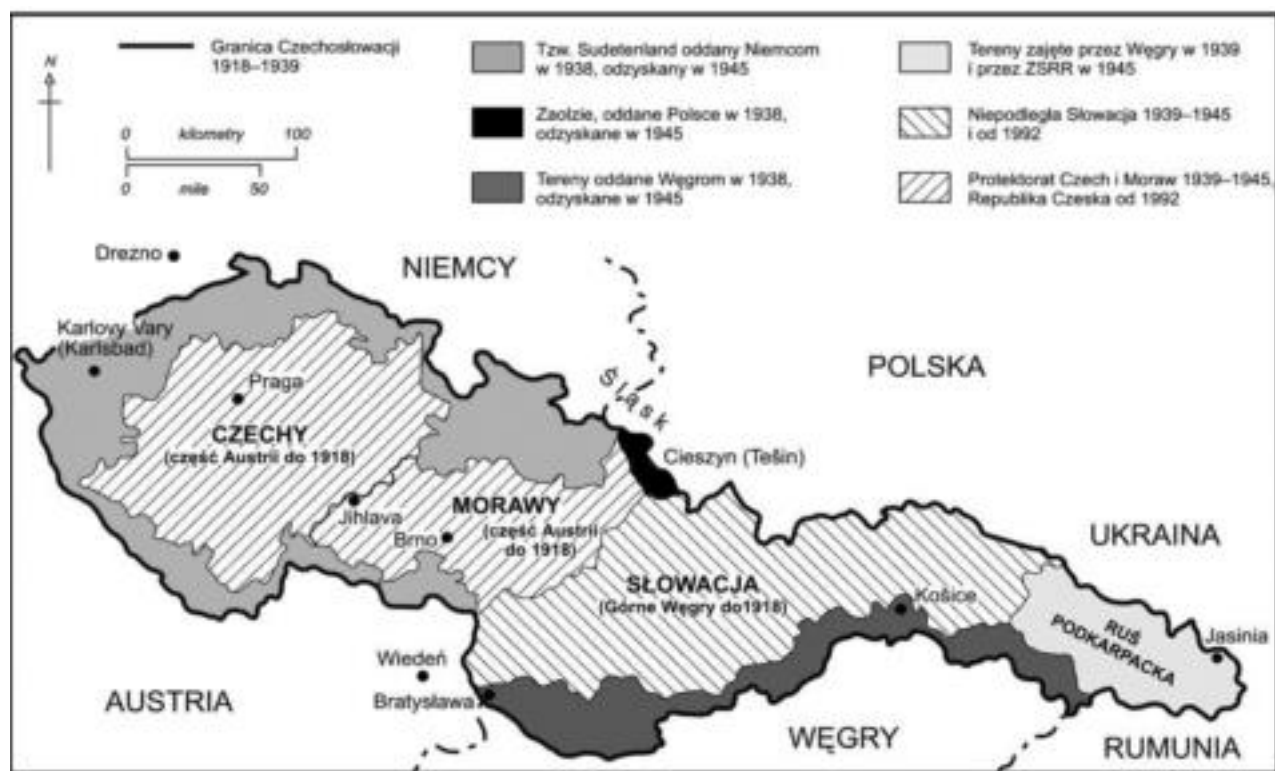 Granica Czechosłowacji
1918–1939
N
0 kilometry 100
0 mile 50
Tzw. Sudetenland oddany Niemcom
w 1938, odzyskany w 1945
Zaolzie, oddane Polsce w 1938,
odzyskane w 1945
Tereny oddane Węgrom w 1938,
odzyskane w 1945
Tereny zajęte przez Węgry w 1939
i przez ZSRR w 1945
Niepodległa Słowacja 1939–1945
i od 1992
Protektorat Czech i Moraw 1939–1945,
Republika Czeska od 1992
Drezno
NIEMCY
Karlovy Vary
(Karlsbad)
POLSKA
Śląsk
Praga
CZECHY
(część Austrii do 1918)
Cieszyn (Tešin)
Jihlava
MORAWY
(część Austrii
do 1918)
Brno
UKRAINA
SŁOWACJA
(Górne Węgry do1918)
Košice
RUŚ
PODKARPACKA
Jasinia
Wiedeń
AUSTRIA
Bratysława
WĘGRY
RUMUNIA